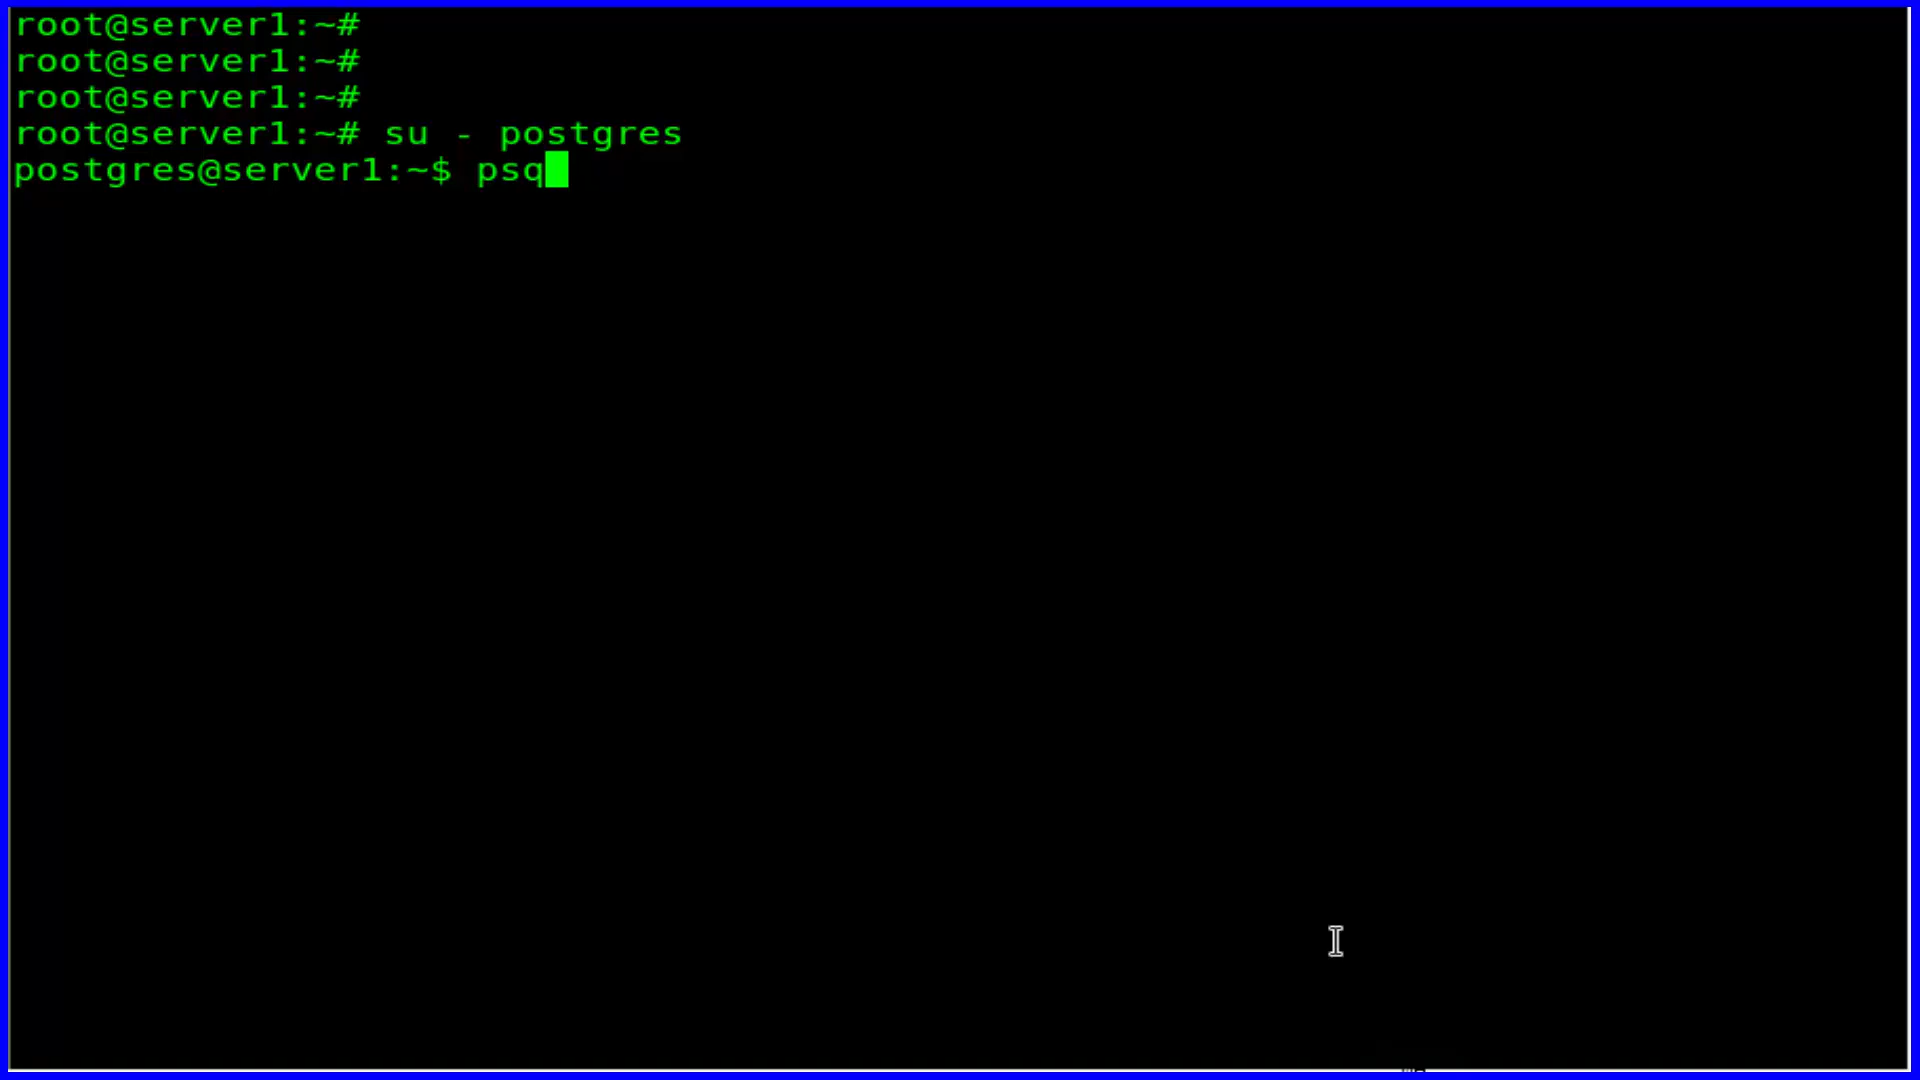 root@server1:~#
root@server1:~#
root@server1:~#
root@server1:~# su - postgres
postgres@server1:~$ psq